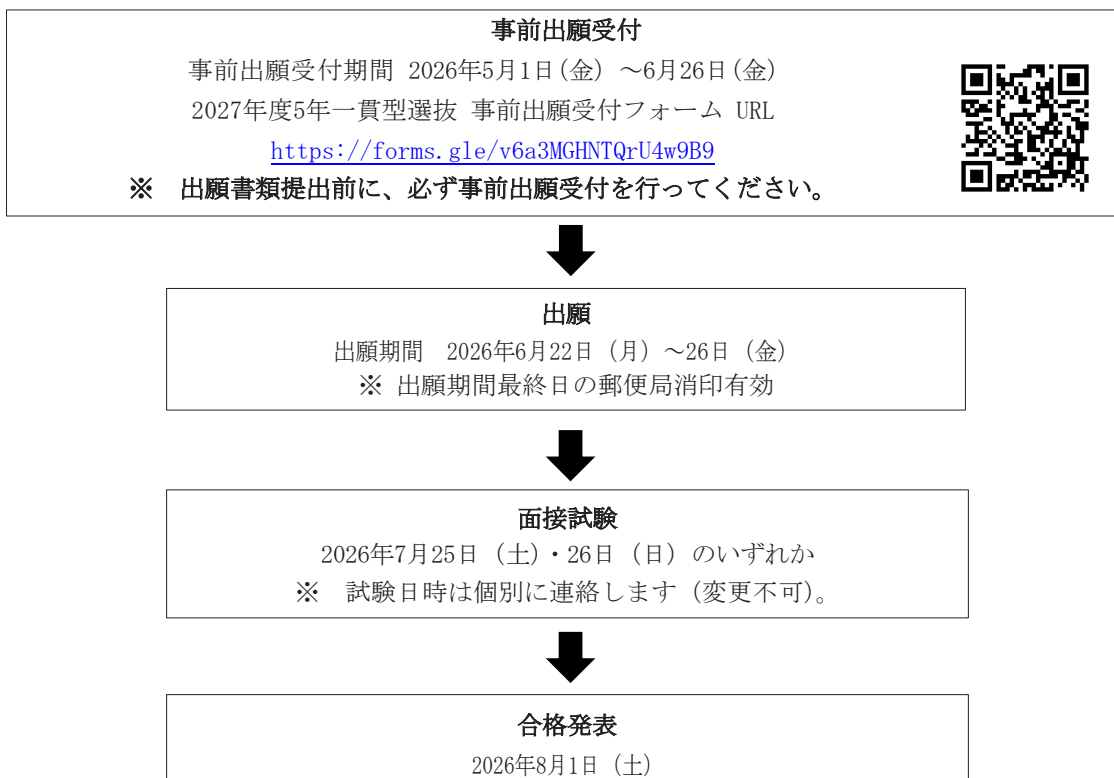 事前出願受付
事前出願受付期間 2026年5月1日(金) ～6月26日(金)
2027年度5年一貫型選抜 事前出願受付フォーム URL
https://forms.gle/v6a3MGHNTQrU4w9B9
※ 出願書類提出前に、必ず事前出願受付を行ってください。
出願
出願期間 2026年6月22日（月）～26日（金）
※ 出願期間最終日の郵便局消印有効
面接試験
2026年7月25日（土）・26日（日）のいずれか
※ 試験日時は個別に連絡します（変更不可）。
合格発表
2026年8月1日（土）